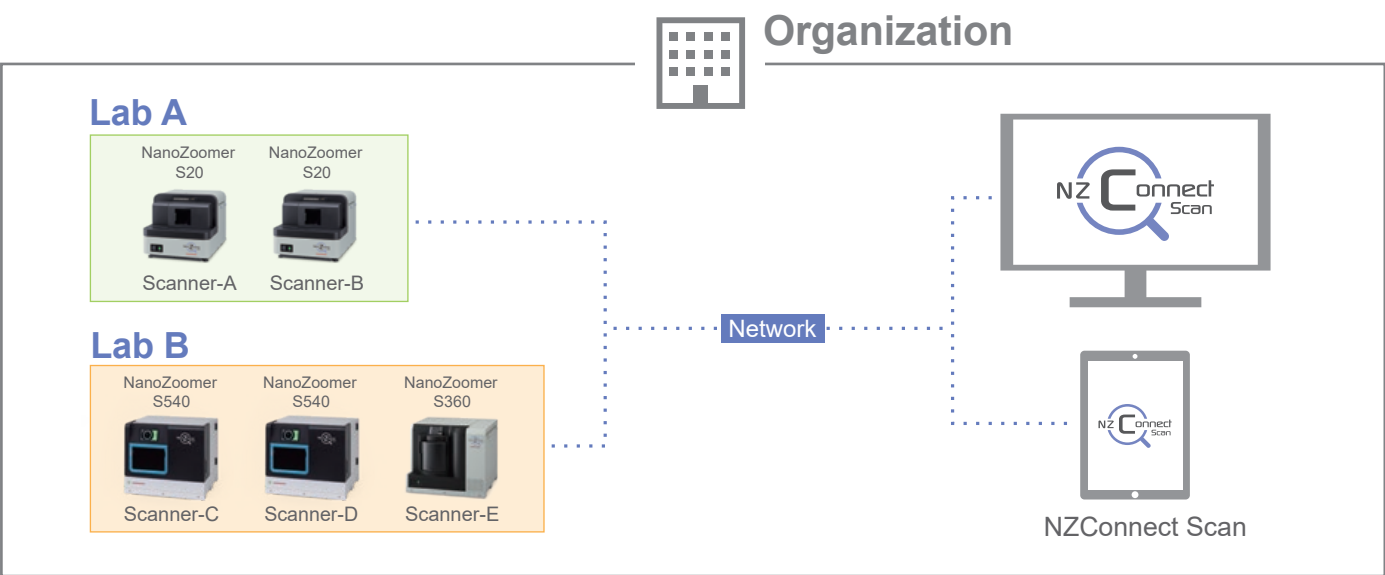 Organization
Lab A
NanoZoomer
S20
NanoZoomer
S20
Scanner-A
Scanner-B
Lab B
NanoZoomer
S540
NanoZoomer
S540
NanoZoomer
S360
Scanner-C
Scanner-D
Scanner-E
Network
NZ Connect
Scan
NZ Connect
Scan
NZConnect Scan